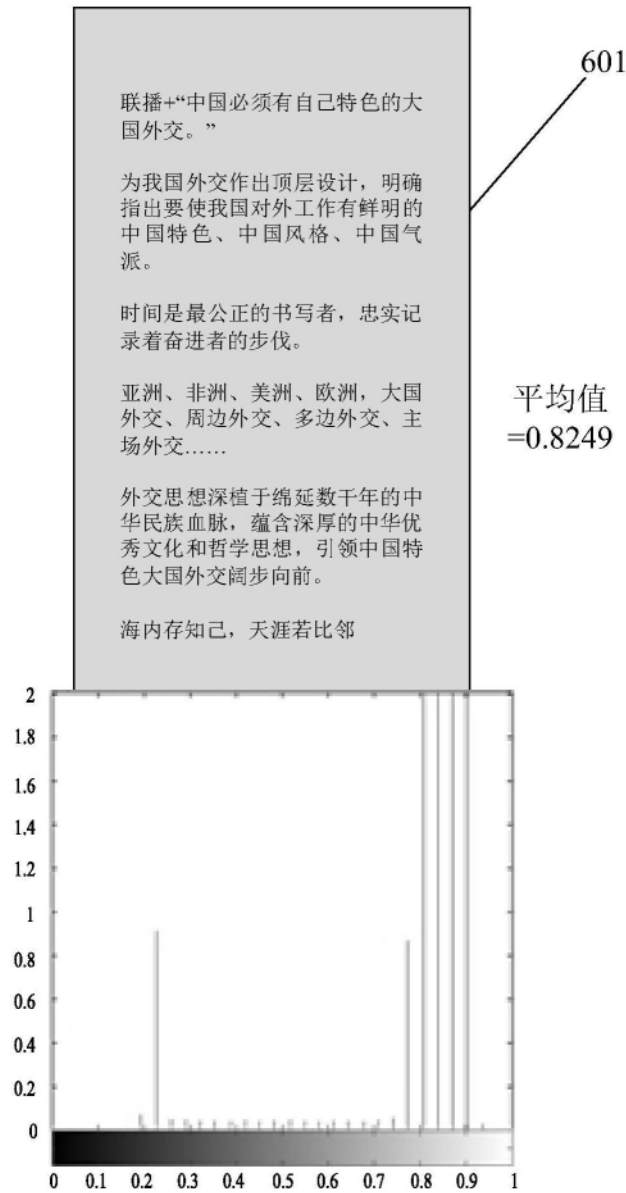 601
联播+“中国必须有自己特色的大
国外交。”
为我国外交作出顶层设计，明确
指出要使我国对外工作有鲜明的
中国特色、中国风格、中国气
派。
时间是最公正的书写者，忠实记
录着奋进者的步伐。
亚洲、非洲、美洲、欧洲，大国
外交、周边外交、多边外交、主
场外交……
外交思想深植于绵延数千年的中
华民族血脉，蕴含深厚的中华优
秀文化和哲学思想，引领中国特
色大国外交阔步向前。
海内存知己，天涯若比邻
平均值
=0.8249
2
1.8
1.6
1.4
1.2
1
0.8
0.6
0.4
0.2
0
0 0.1 0.2 0.3 0.4 0.5 0.6 0.7 0.8 0.9 1